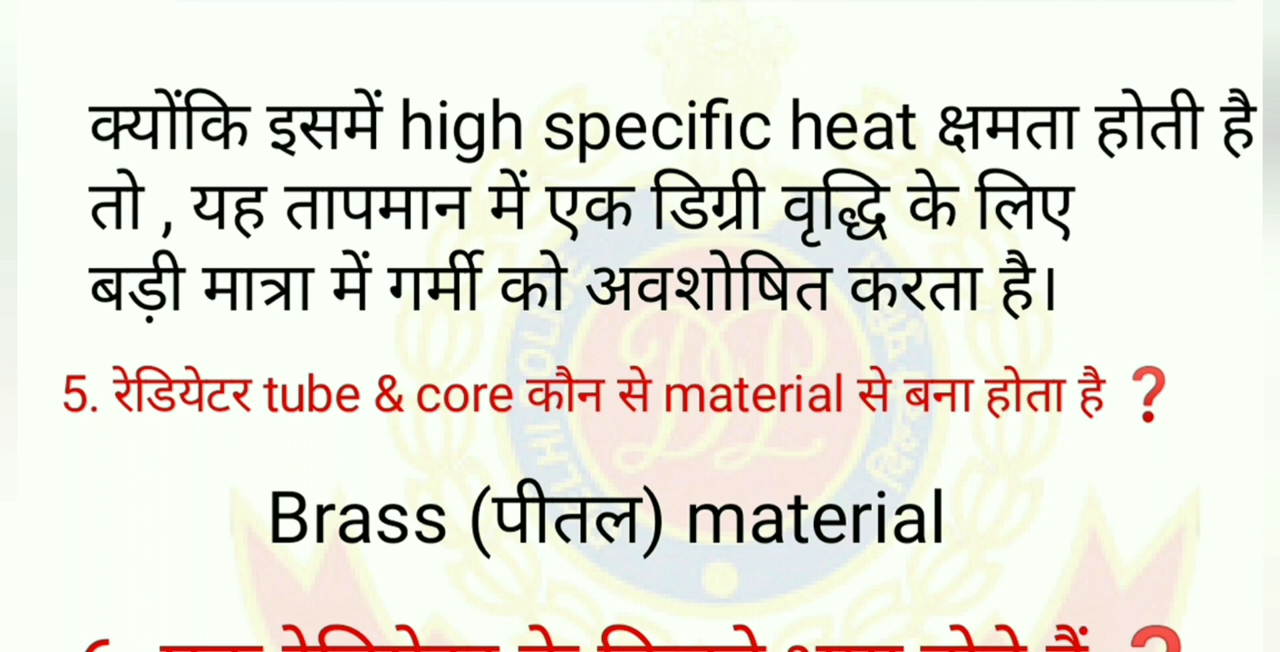 क्योंकि इसमें high specific heat क्षमता होती है
तो , यह तापमान में एक डिग्री वृद्धि के लिए
बड़ी मात्रा में गर्मी को अवशोषित करता है।
5. रेडियेटर tube & core कौन से material से बना होता है ❓
Brass (पीतल) material